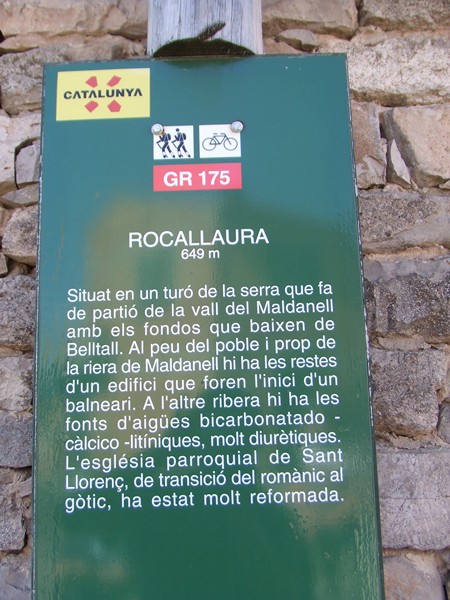 CATALUNYA
GR 175
ROCALLAURA
649 m
Situat en un turó de la serra que fa
de partió de la vall del Maldanell
amb els fondos que baixen de
Belltall. Al peu del poble i prop de
la riera de Maldanell hi ha les restes
d'un edifici que foren l'inici d'un
balneari. A l'altre ribera hi ha les
fonts d'aigües bicarbonatado -
càlcico -litíniques, molt diurètiques.
L'església parroquial de Sant
Llorenç, de transició del romànic al
gòtic, ha estat molt reformada.